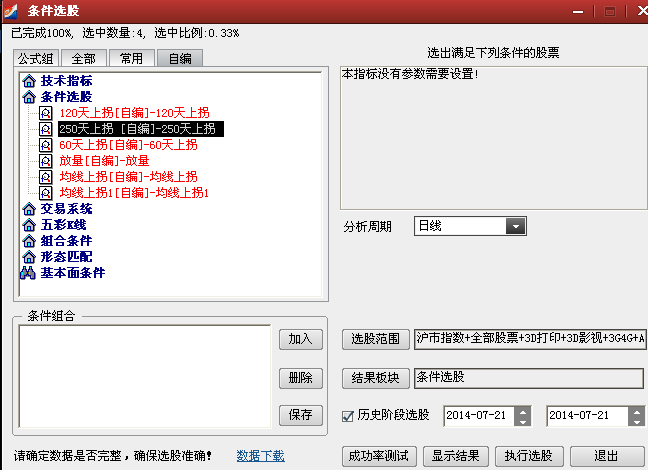 条件选股
已完成100%, 选中数量:4, 选中比例:0.33%
公式组 全部 常用 自编
选出满足下列条件的股票
技术指标
条件选股
120天上拐[自编]-120天上拐
250天上拐 [自编]-250天上拐
60天上拐[自编]-60天上拐
放量[自编]-放量
均线上拐[自编]-均线上拐
均线上拐1[自编]-均线上拐1
交易系统
五彩K线
组合条件
形态匹配
基本面条件
本指标没有参数需要设置!
分析周期 日线
条件组合
加入
删除
保存
选股范围 沪市指数+全部股票+3D打印+3D影视+3G4G+A
结果板块 条件选股
历史阶段选股 2014-07-21 2014-07-21
请确定数据是否完整，确保选股准确! 数据下载
成功率测试 显示结果 执行选股 退出